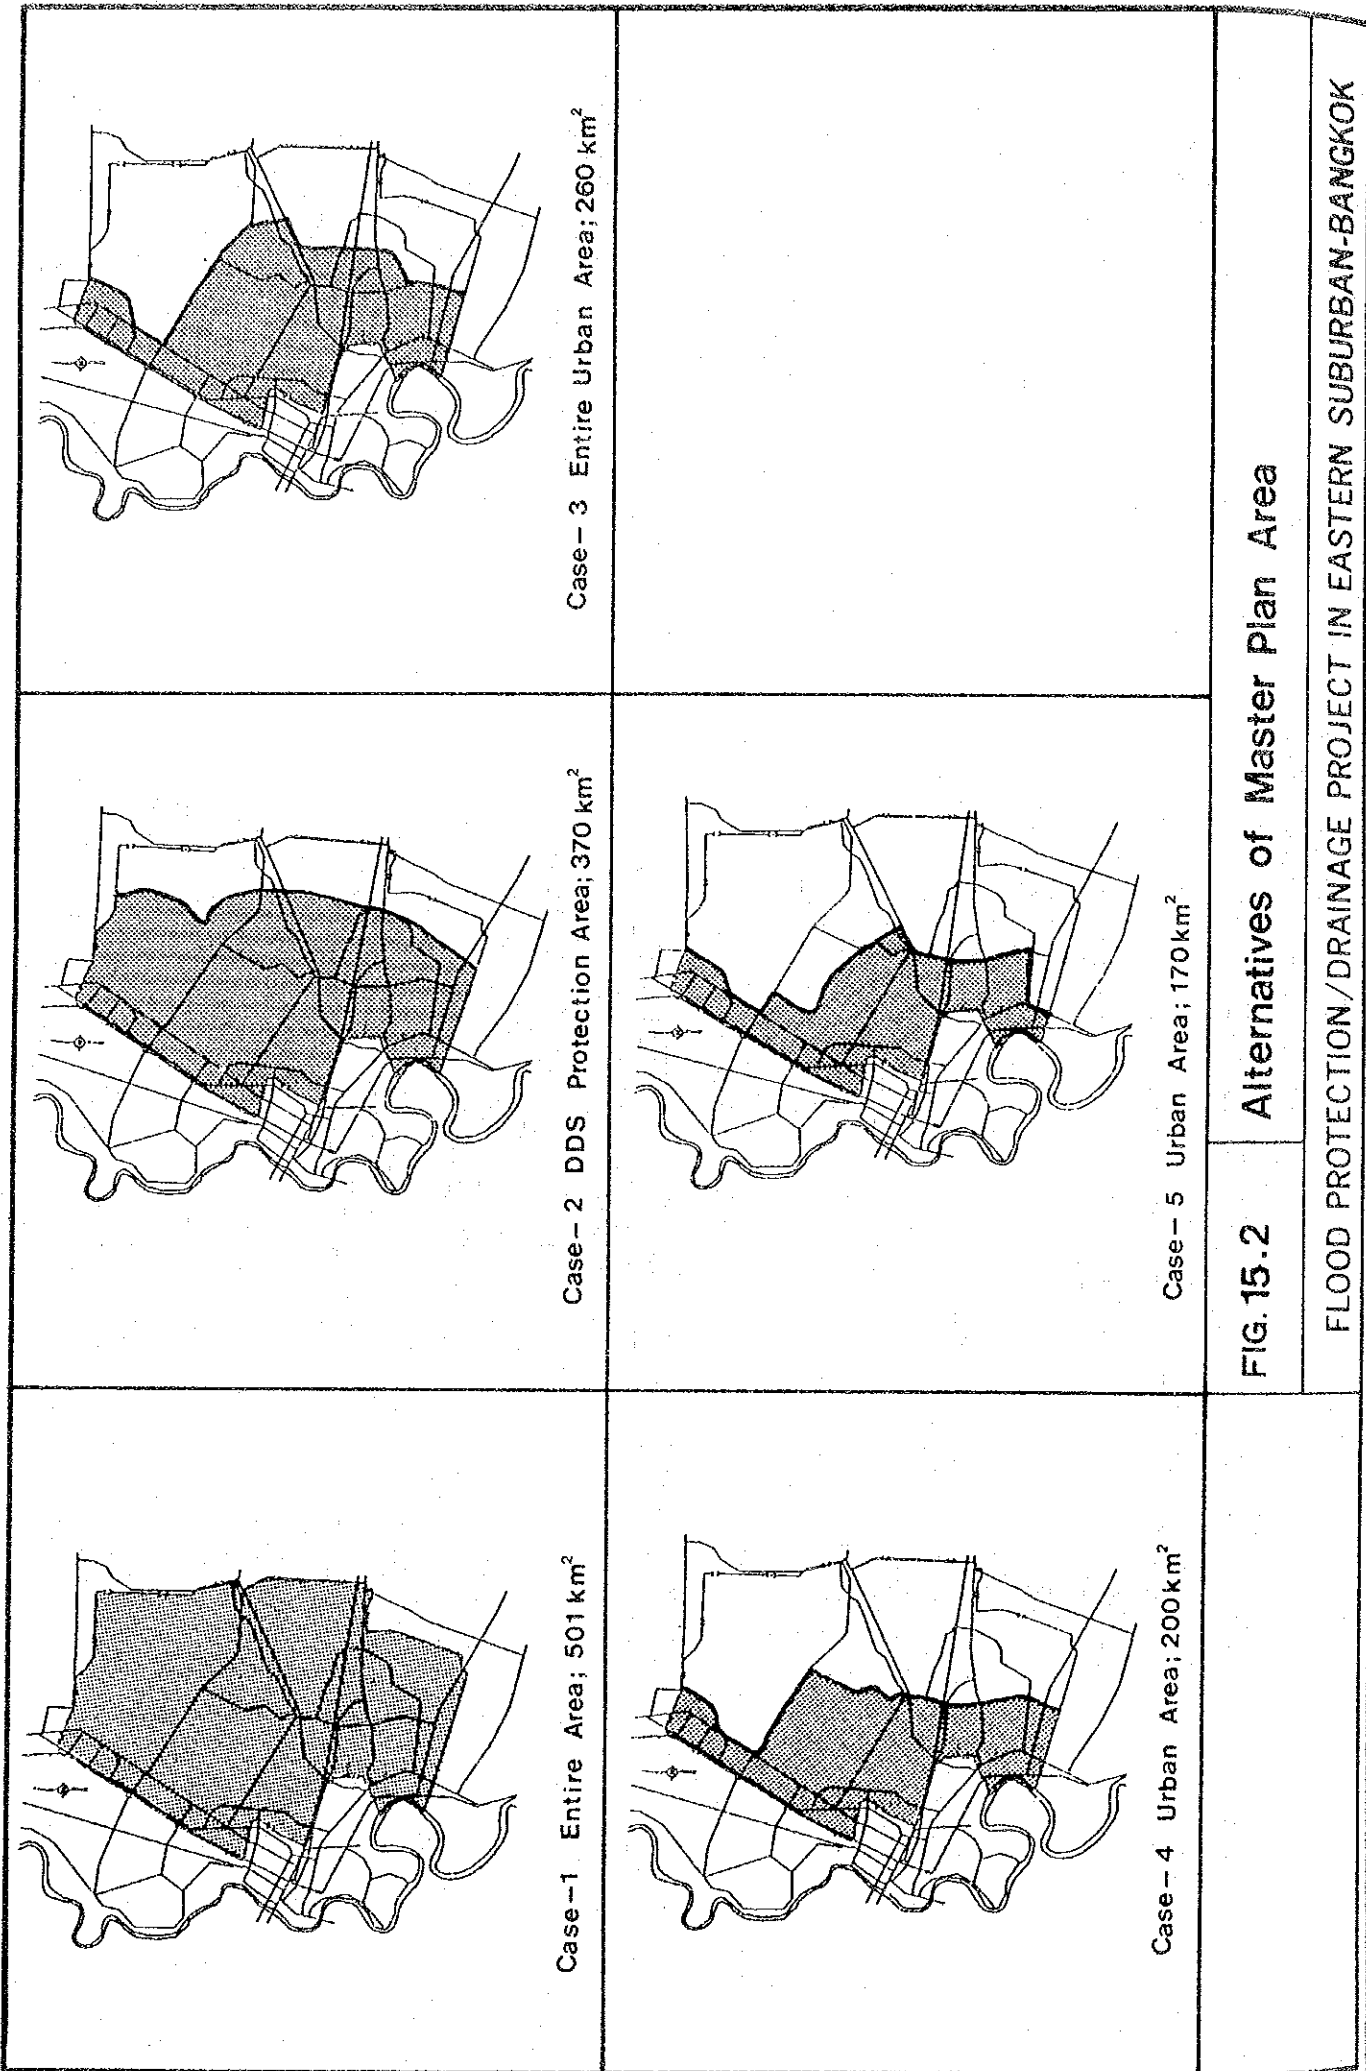 Case-1 Entire Area; 501 km²
Case-2 DDS Protection Area; 370 km²
Case-3 Entire Urban Area; 260 km²
Case-4 Urban Area; 200 km²
Case-5 Urban Area; 170 km²
FIG. 15-2
Alternatives of Master Plan Area
FLOOD PROTECTION/DRAINAGE PROJECT IN EASTERN SUBURBAN-BANGKOK